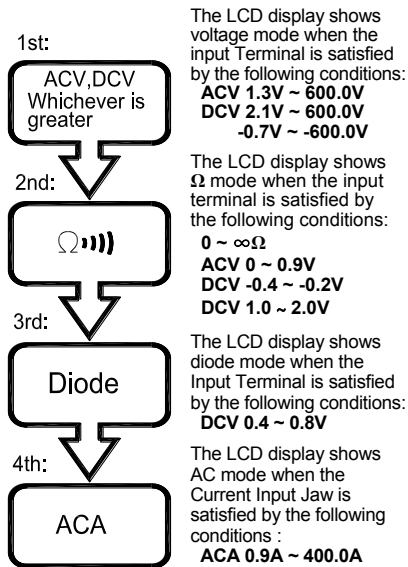 1st:
ACV,DCV
Whichever is
greater
The LCD display shows
voltage mode when the
input Terminal is satisfied
by the following conditions:
ACV 1.3V ~ 600.0V
DCV 2.1V ~ 600.0V
-0.7V ~ -600.0V
2nd:
Ω
The LCD display shows
Ω mode when the input
terminal is satisfied by
the following conditions:
0 ~ ∞Ω
ACV 0 ~ 0.9V
DCV -0.4 ~ -0.2V
DCV 1.0 ~ 2.0V
3rd:
Diode
The LCD display shows
diode mode when the
Input Terminal is satisfied
by the following conditions:
DCV 0.4 ~ 0.8V
4th:
ACA
The LCD display shows
AC mode when the
Current Input Jaw is
satisfied by the following
conditions :
ACA 0.9A ~ 400.0A